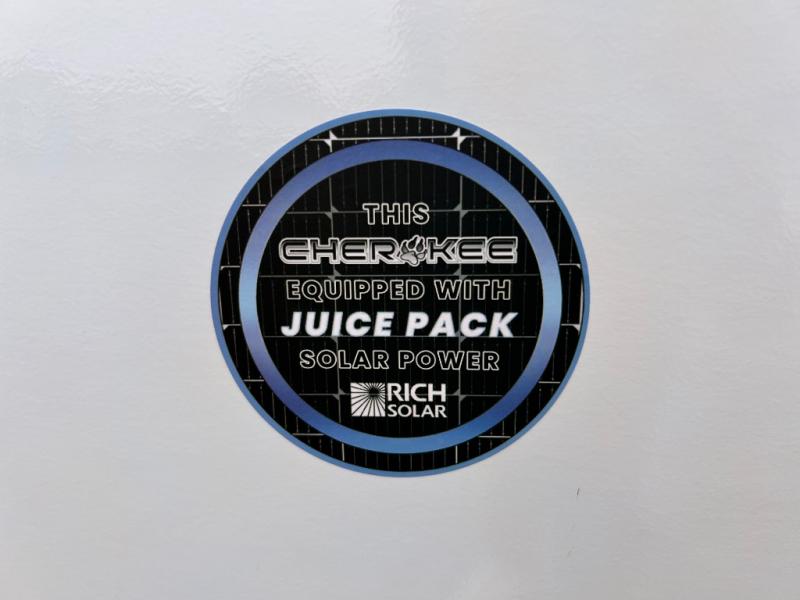 THIS
CHEROKEE
EQUIPPED WITH
JUICE PACK
SOLAR POWER
RICH
SOLAR